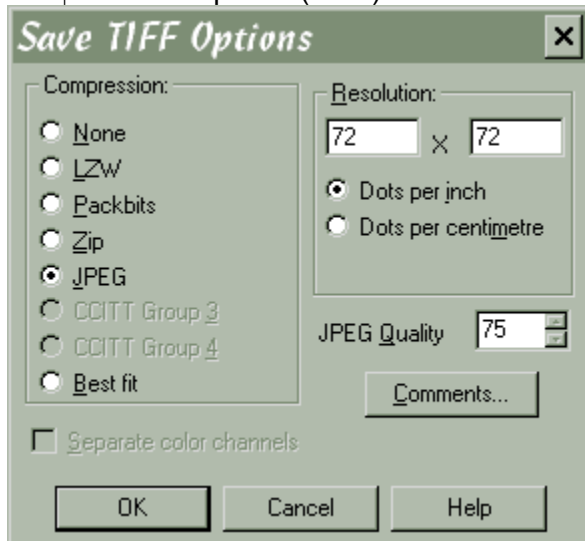 Save TIFF Options
Compression:
None
LZW
Packbits
Zip
JPEG
CCITT Group 3
CCITT Group 4
Best fit
Separate color channels
Resolution:
72 x 72
Dots per inch
Dots per centimetre
JPEG Quality 75
Comments...
OK Cancel Help